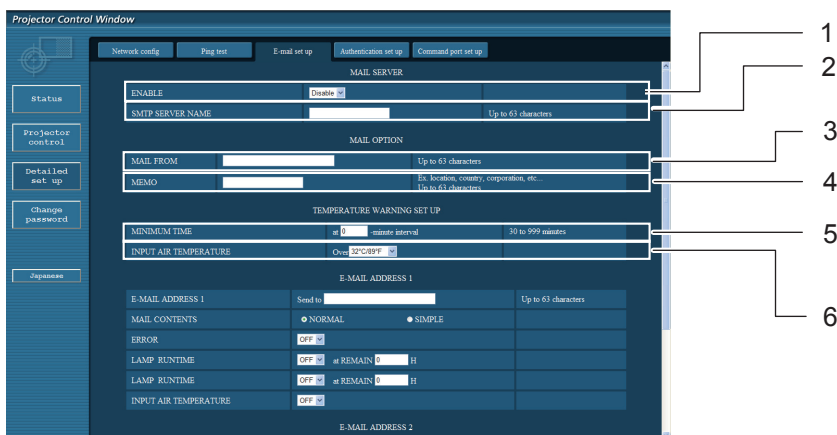 Projector Control Window
Network config Ping test E-mail set up Authentication set up Command port set up
MAIL SERVER
ENABLE Disable
SMTP SERVER NAME Up to 63 characters
MAIL OPTION
MAIL FROM Up to 63 characters
MEMO Ex. location, country, corporation, etc...
Up to 63 characters
TEMPERATURE WARNING SET UP
MINIMUM TIME at 0 -minute interval 30 to 999 minutes
INPUT AIR TEMPERATURE Over 32°C/89°F
E-MAIL ADDRESS 1
E-MAIL ADDRESS 1 Send to Up to 63 characters
MAIL CONTENTS NORMAL SIMPLE
ERROR OFF
LAMP RUNTIME OFF at REMAIN 0 H
LAMP RUNTIME OFF at REMAIN 0 H
INPUT AIR TEMPERATURE OFF
E-MAIL ADDRESS 2
Status
Projector
control
Detailed
set up
Change
password
Japanese
1
2
3
4
5
6